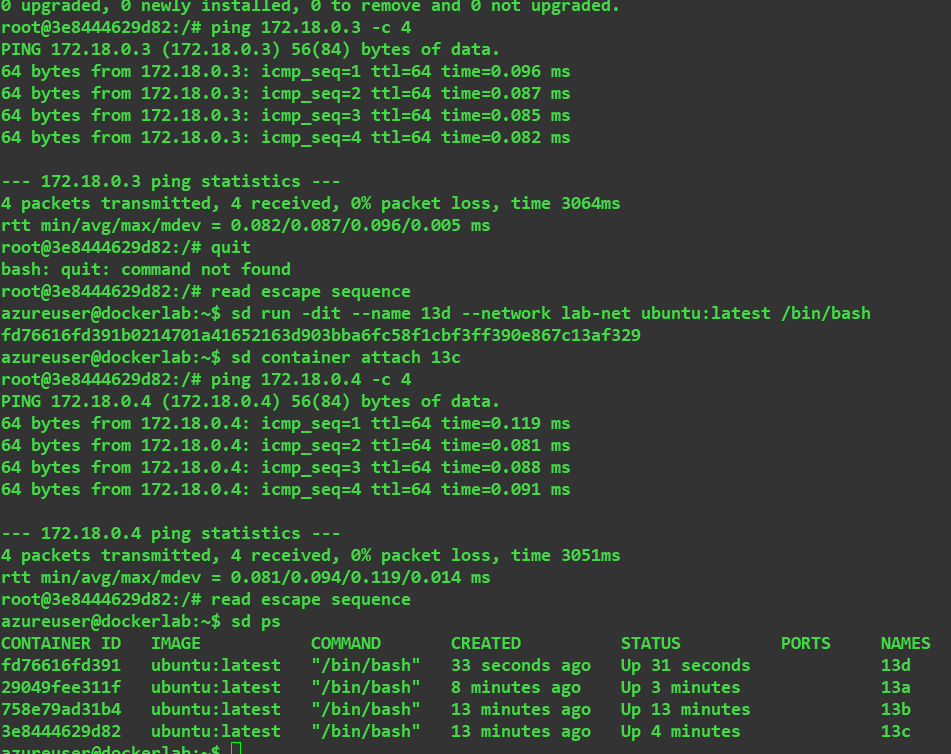 0 upgraded, 0 newly installed, 0 to remove and 0 not upgraded.
root@3e8444629d82:/# ping 172.18.0.3 -c 4
PING 172.18.0.3 (172.18.0.3) 56(84) bytes of data.
64 bytes from 172.18.0.3: icmp_seq=1 ttl=64 time=0.096 ms
64 bytes from 172.18.0.3: icmp_seq=2 ttl=64 time=0.087 ms
64 bytes from 172.18.0.3: icmp_seq=3 ttl=64 time=0.085 ms
64 bytes from 172.18.0.3: icmp_seq=4 ttl=64 time=0.082 ms
--- 172.18.0.3 ping statistics ---
4 packets transmitted, 4 received, 0% packet loss, time 3064ms
rtt min/avg/max/mdev = 0.082/0.087/0.096/0.005 ms
root@3e8444629d82:/# quit
bash: quit: command not found
root@3e8444629d82:/# read escape sequence
azureuser@dockerlab:~$ sd run -dit --name 13d --network lab-net ubuntu:latest /bin/bash
fd76616fd391b0214701a41652163d903bba6fc58f1cbf3ff390e867c13af329
azureuser@dockerlab:~$ sd container attach 13c
root@3e8444629d82:/# ping 172.18.0.4 -c 4
PING 172.18.0.4 (172.18.0.4) 56(84) bytes of data.
64 bytes from 172.18.0.4: icmp_seq=1 ttl=64 time=0.119 ms
64 bytes from 172.18.0.4: icmp_seq=2 ttl=64 time=0.081 ms
64 bytes from 172.18.0.4: icmp_seq=3 ttl=64 time=0.088 ms
64 bytes from 172.18.0.4: icmp_seq=4 ttl=64 time=0.091 ms
--- 172.18.0.4 ping statistics ---
4 packets transmitted, 4 received, 0% packet loss, time 3051ms
rtt min/avg/max/mdev = 0.081/0.094/0.119/0.014 ms
root@3e8444629d82:/# read escape sequence
azureuser@dockerlab:~$ sd ps
CONTAINER ID   IMAGE           COMMAND       CREATED          STATUS          PORTS     NAMES
fd76616fd391   ubuntu:latest   "/bin/bash"   33 seconds ago   Up 31 seconds             13d
29049fee311f   ubuntu:latest   "/bin/bash"   8 minutes ago    Up 3 minutes              13a
758e79ad31b4   ubuntu:latest   "/bin/bash"   13 minutes ago   Up 13 minutes             13b
3e8444629d82   ubuntu:latest   "/bin/bash"   13 minutes ago   Up 4 minutes              13c
azureuser@dockerlab:~$